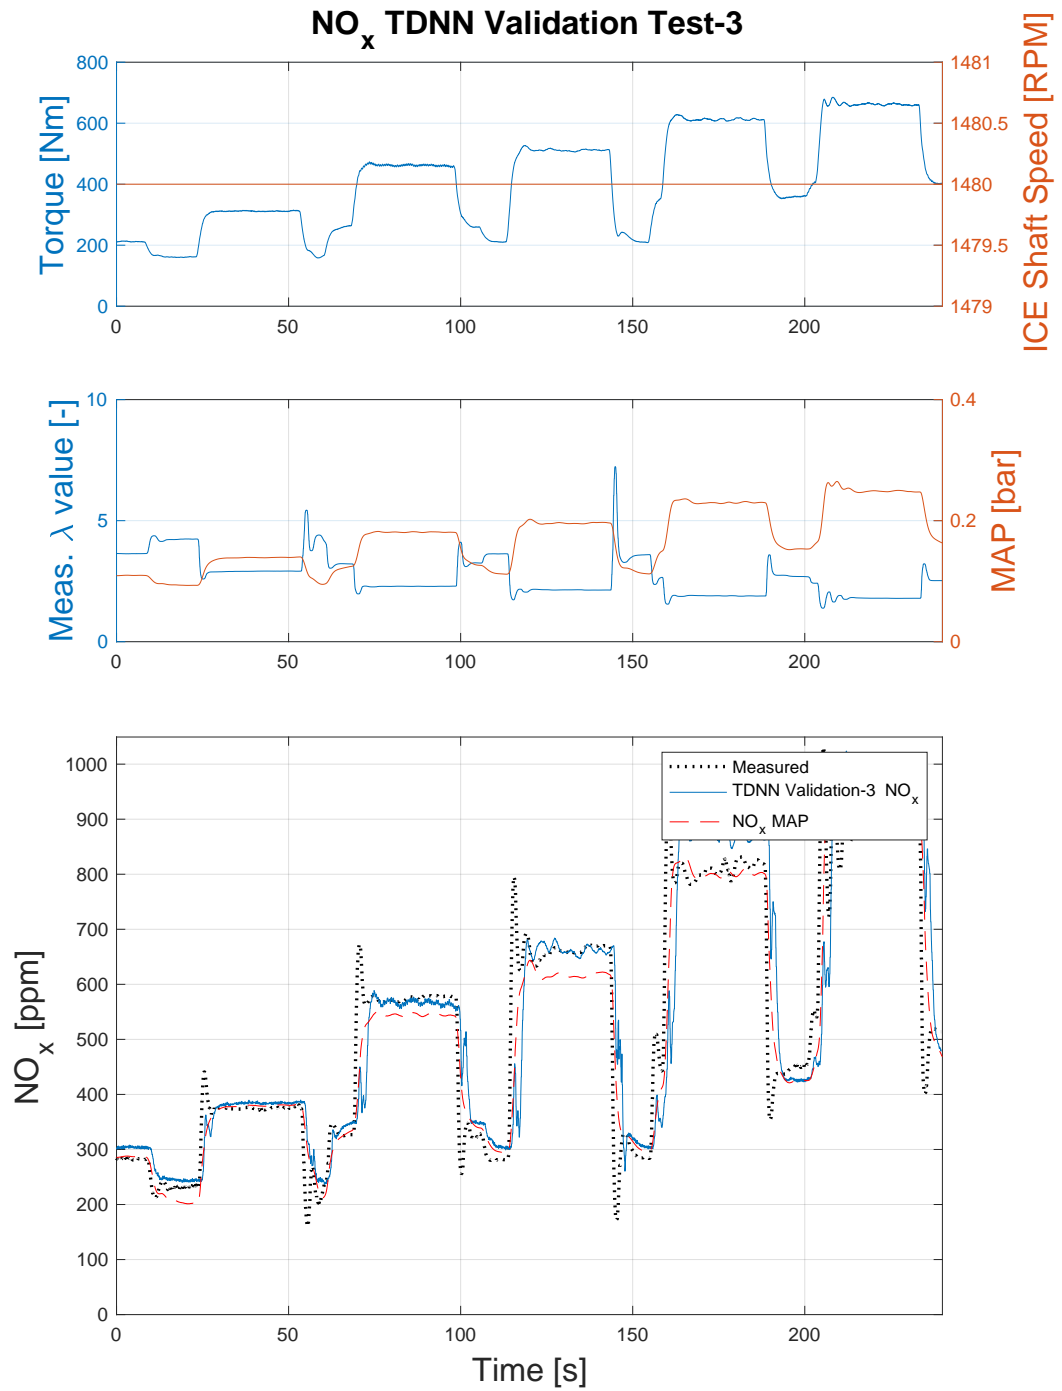 NOx TDNN Validation Test-3
Torque [Nm]
800
600
400
200
0
1481
1480.5
1480
1479.5
1479
ICE Shaft Speed [RPM]
0 50 100 150 200
Meas. λ value [-]
10
5
0
0.4
0.2
0
MAP [bar]
0 50 100 150 200
NOx [ppm]
1000
900
800
700
600
500
400
300
200
100
0
Measured
TDNN Validation-3 NOx
NOx MAP
0 50 100 150 200
Time [s]